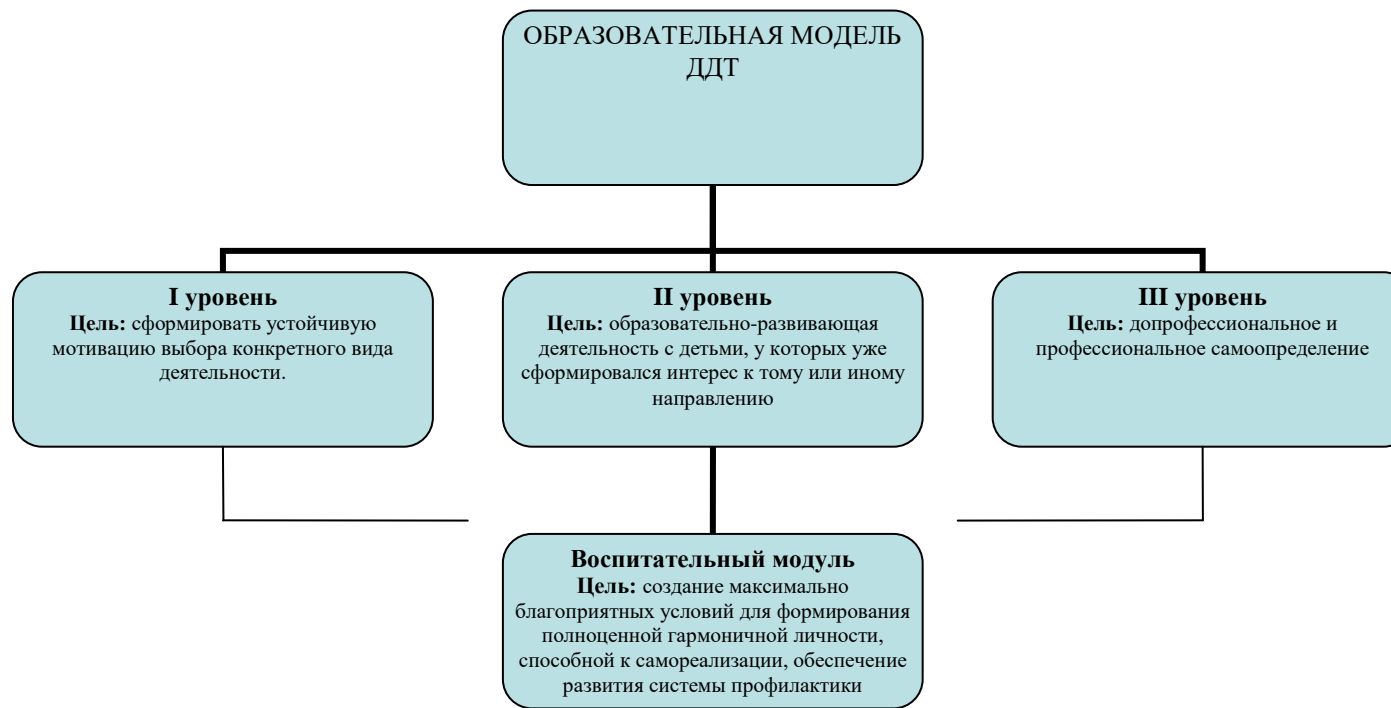 ОБРАЗОВАТЕЛЬНАЯ МОДЕЛЬ
ДДТ
I уровень
Цель: сформировать устойчивую
мотивацию выбора конкретного вида
деятельности.
II уровень
Цель: образовательно-развивающая
деятельность с детьми, у которых уже
сформировался интерес к тому или иному
направлению
III уровень
Цель: допрофессиональное и
профессиональное самоопределение
Воспитательный модуль
Цель: создание максимально
благоприятных условий для формирования
полноценной гармоничной личности,
способной к самореализации, обеспечение
развития системы профилактики